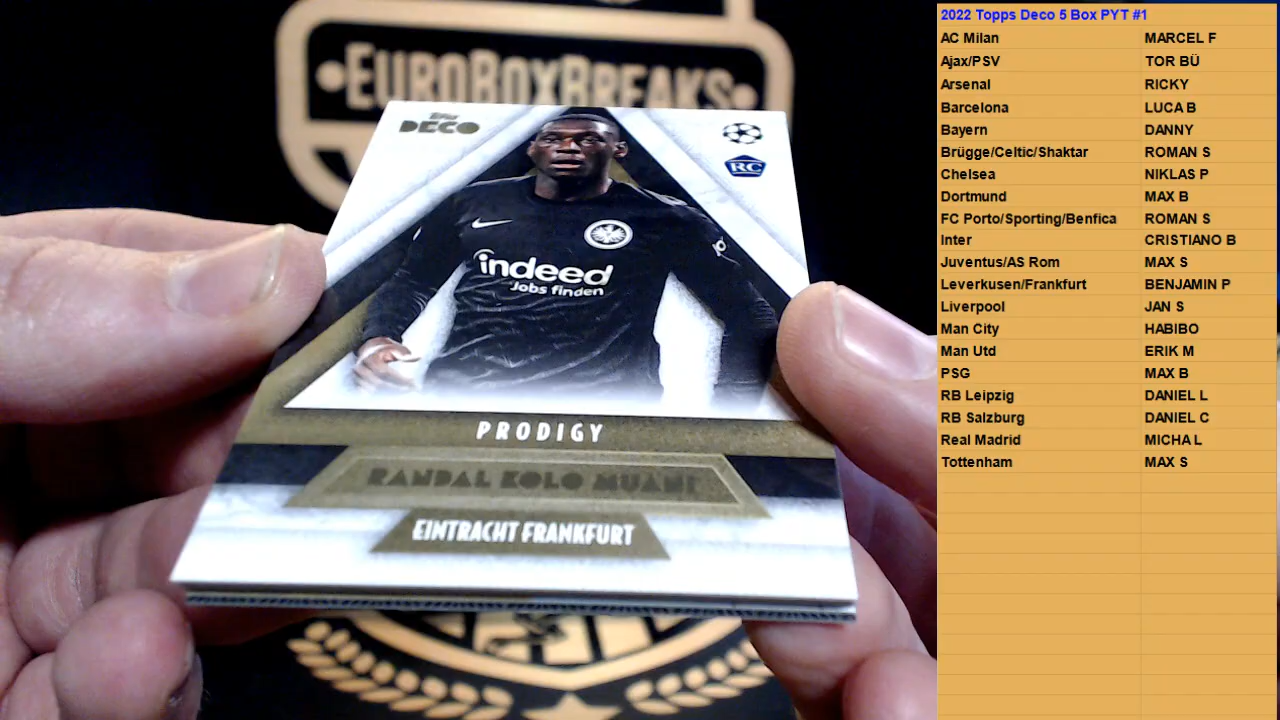 EUROBOXBREAKS
Topps
DECO
RC
indeed
Jobs finden
PRODIGY
RANDAL KOLO MUANI
EINTRACHT FRANKFURT
2022 Topps Deco 5 Box PYT #1
AC Milan MARCEL F
Ajax/PSV TOR BÜ
Arsenal RICKY
Barcelona LUCA B
Bayern DANNY
Brügge/Celtic/Shaktar ROMAN S
Chelsea NIKLAS P
Dortmund MAX B
FC Porto/Sporting/Benfica ROMAN S
Inter CRISTIANO B
Juventus/AS Rom MAX S
Leverkusen/Frankfurt BENJAMIN P
Liverpool JAN S
Man City HABIBO
Man Utd ERIK M
PSG MAX B
RB Leipzig DANIEL L
RB Salzburg DANIEL C
Real Madrid MICHA L
Tottenham MAX S